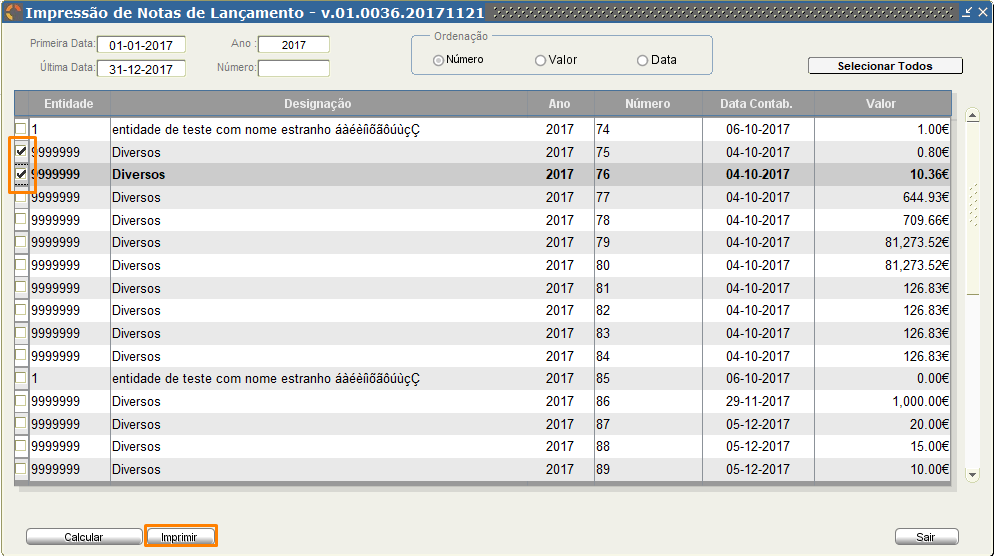 Impressão de Notas de Lançamento - v.01.0036.20171121
Primeira Data: 01-01-2017 Ano : 2017
Última Data: 31-12-2017 Número:
Ordenação
Número Valor Data
Selecionar Todos
Entidade Designação Ano Número Data Contab. Valor
1 entidade de teste com nome estranho áàéèíìõãôúùçÇ 2017 74 06-10-2017 1.00€
9999999 Diversos 2017 75 04-10-2017 0.80€
9999999 Diversos 2017 76 04-10-2017 10.36€
9999999 Diversos 2017 77 04-10-2017 644.93€
9999999 Diversos 2017 78 04-10-2017 709.66€
9999999 Diversos 2017 79 04-10-2017 81,273.52€
9999999 Diversos 2017 80 04-10-2017 81,273.52€
9999999 Diversos 2017 81 04-10-2017 126.83€
9999999 Diversos 2017 82 04-10-2017 126.83€
9999999 Diversos 2017 83 04-10-2017 126.83€
9999999 Diversos 2017 84 04-10-2017 126.83€
1 entidade de teste com nome estranho áàéèíìõãôúùçÇ 2017 85 06-10-2017 0.00€
9999999 Diversos 2017 86 29-11-2017 1,000.00€
9999999 Diversos 2017 87 05-12-2017 20.00€
9999999 Diversos 2017 88 05-12-2017 15.00€
9999999 Diversos 2017 89 05-12-2017 10.00€
Calcular Imprimir Sair